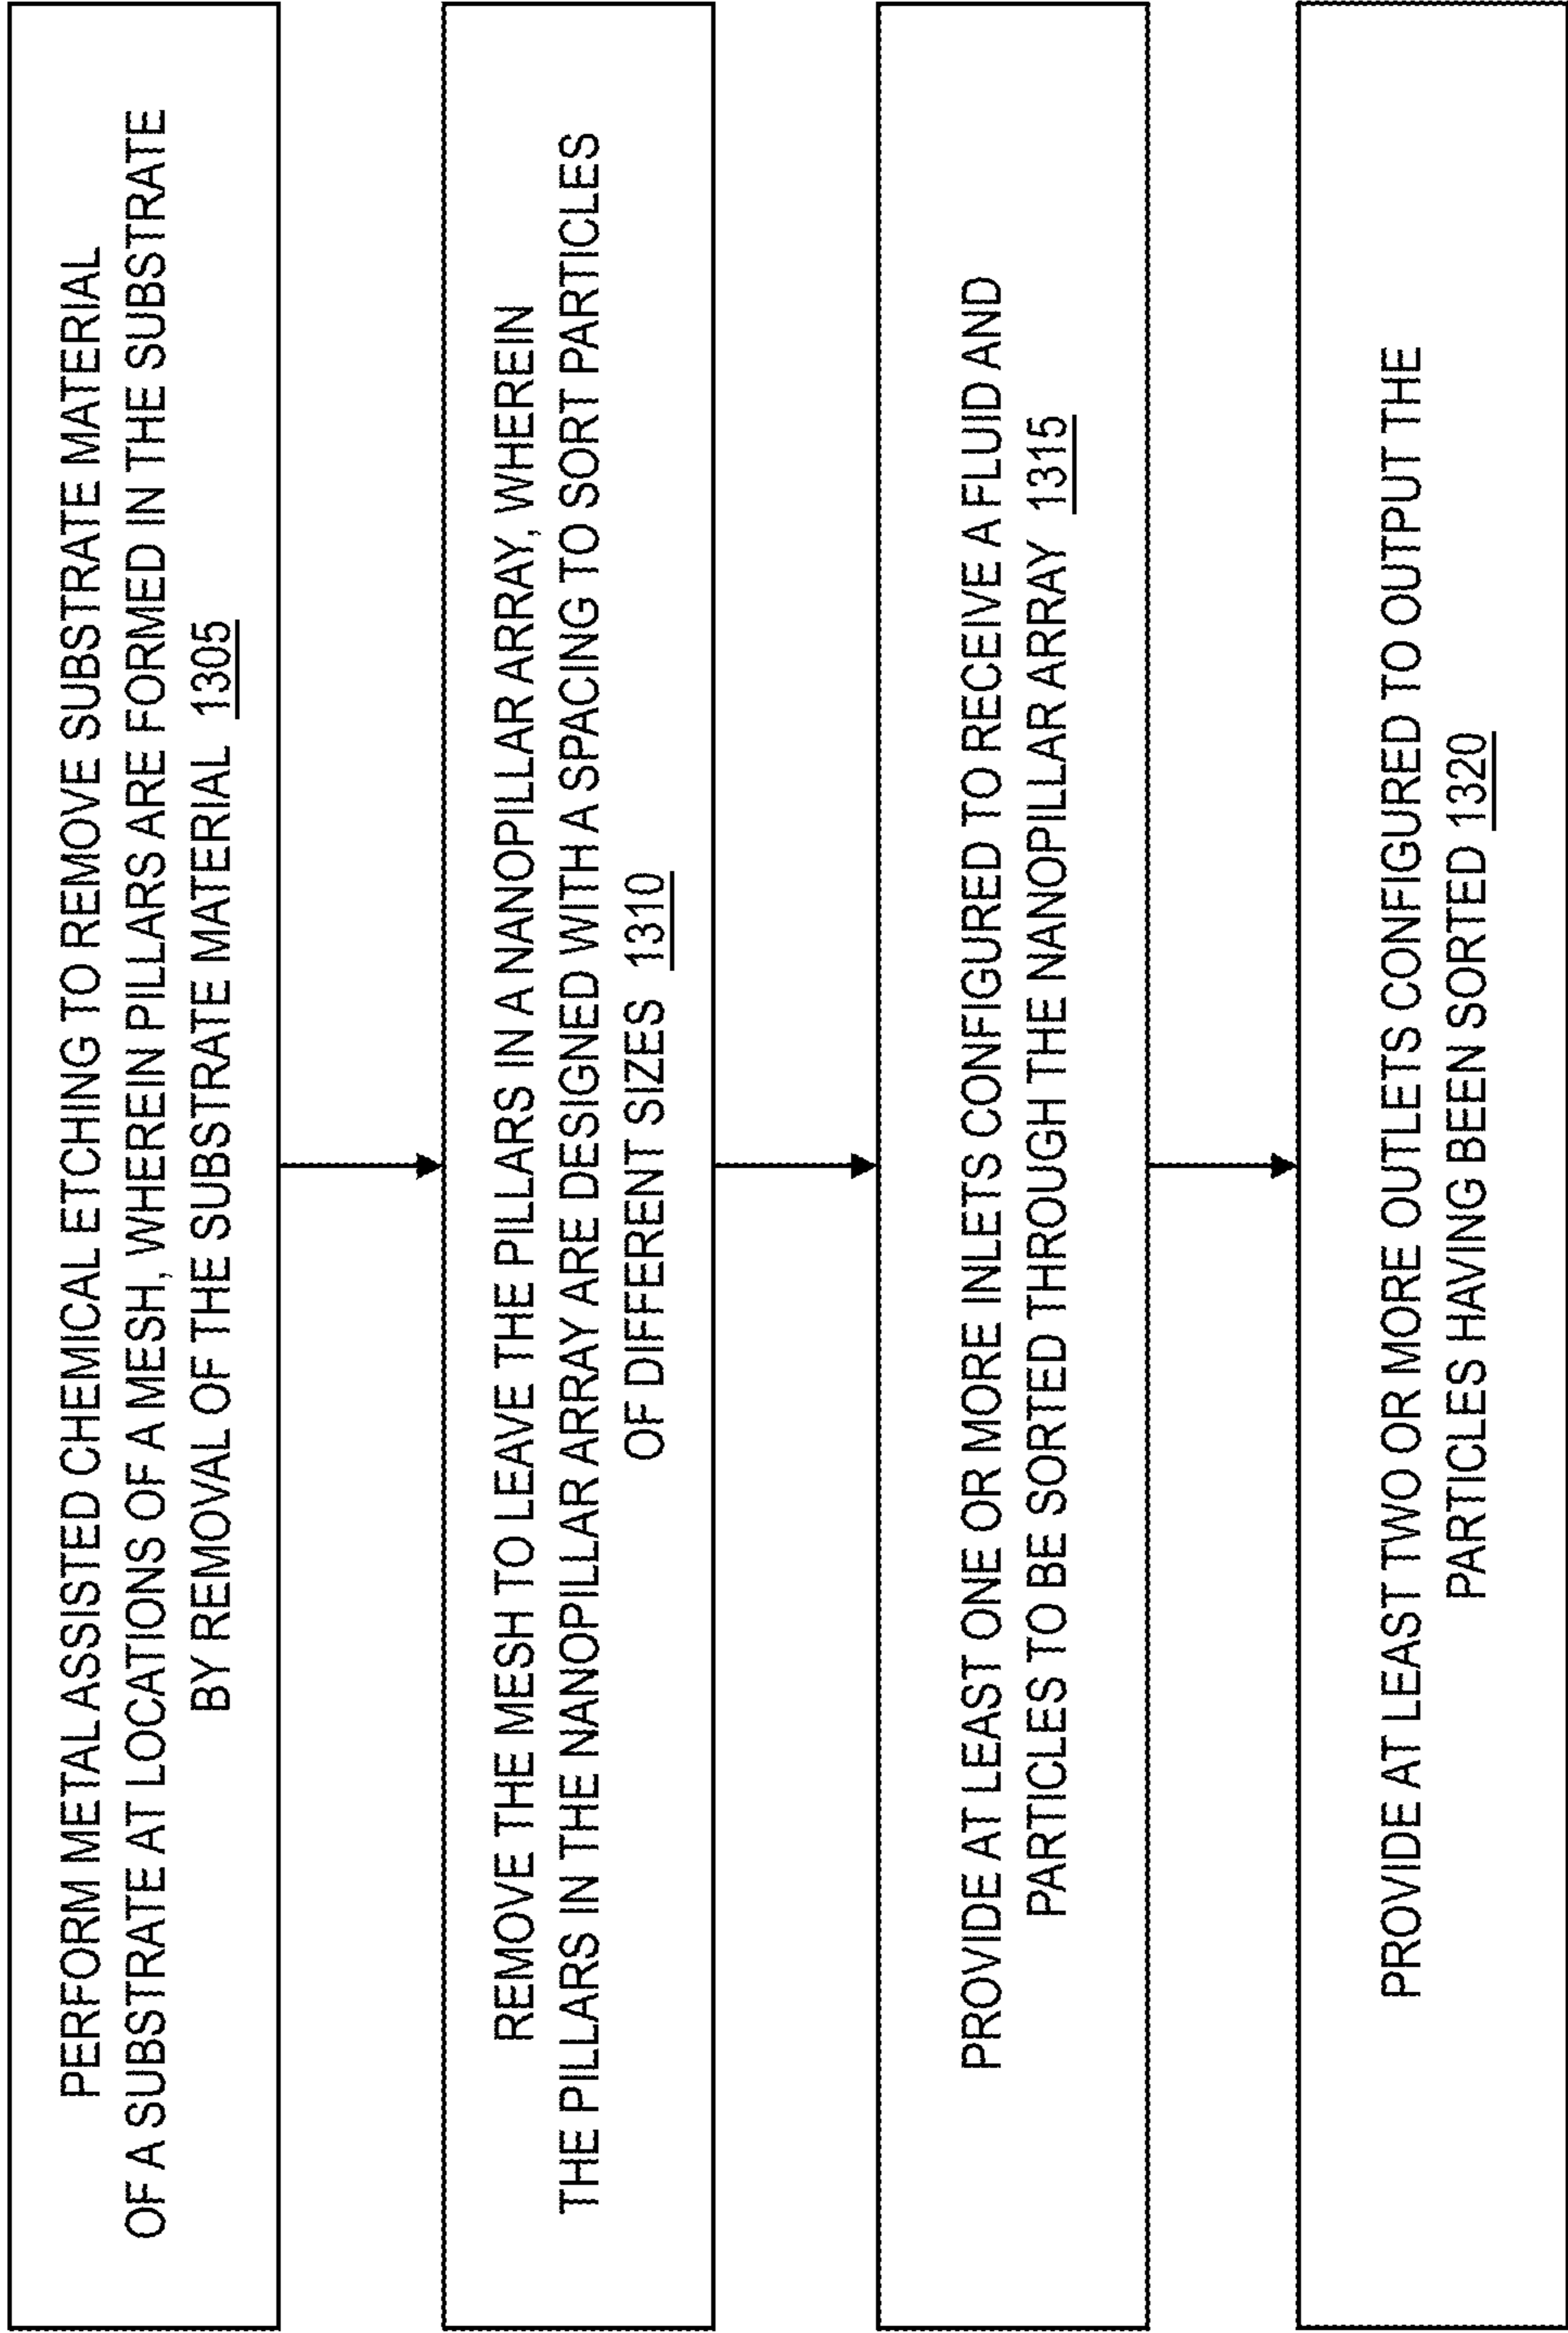 PERFORM METAL ASSISTED CHEMICAL ETCHING TO REMOVE SUBSTRATE MATERIAL
OF A SUBSTRATE AT LOCATIONS OF A MESH, WHEREIN PILLARS ARE FORMED IN THE SUBSTRATE
BY REMOVAL OF THE SUBSTRATE MATERIAL 1305
REMOVE THE MESH TO LEAVE THE PILLARS IN A NANOPILLAR ARRAY, WHEREIN
THE PILLARS IN THE NANOPILLAR ARRAY ARE DESIGNED WITH A SPACING TO SORT PARTICLES
OF DIFFERENT SIZES 1310
PROVIDE AT LEAST ONE OR MORE INLETS CONFIGURED TO RECEIVE A FLUID AND
PARTICLES TO BE SORTED THROUGH THE NANOPILLAR ARRAY 1315
PROVIDE AT LEAST TWO OR MORE OUTLETS CONFIGURED TO OUTPUT THE
PARTICLES HAVING BEEN SORTED 1320